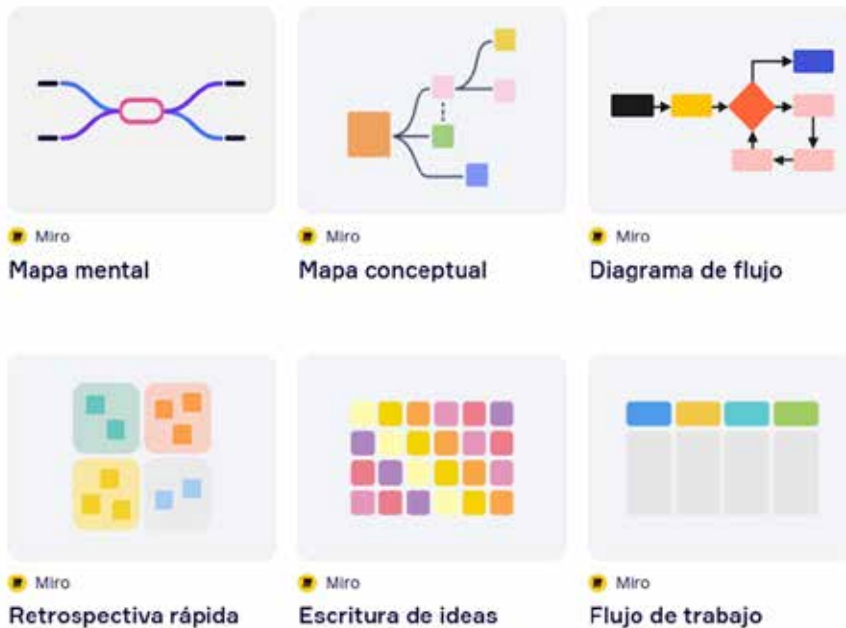 Miro
Mapa mental
Miro
Mapa conceptual
Miro
Diagrama de flujo
Miro
Retrospectiva rápida
Miro
Escritura de ideas
Miro
Flujo de trabajo